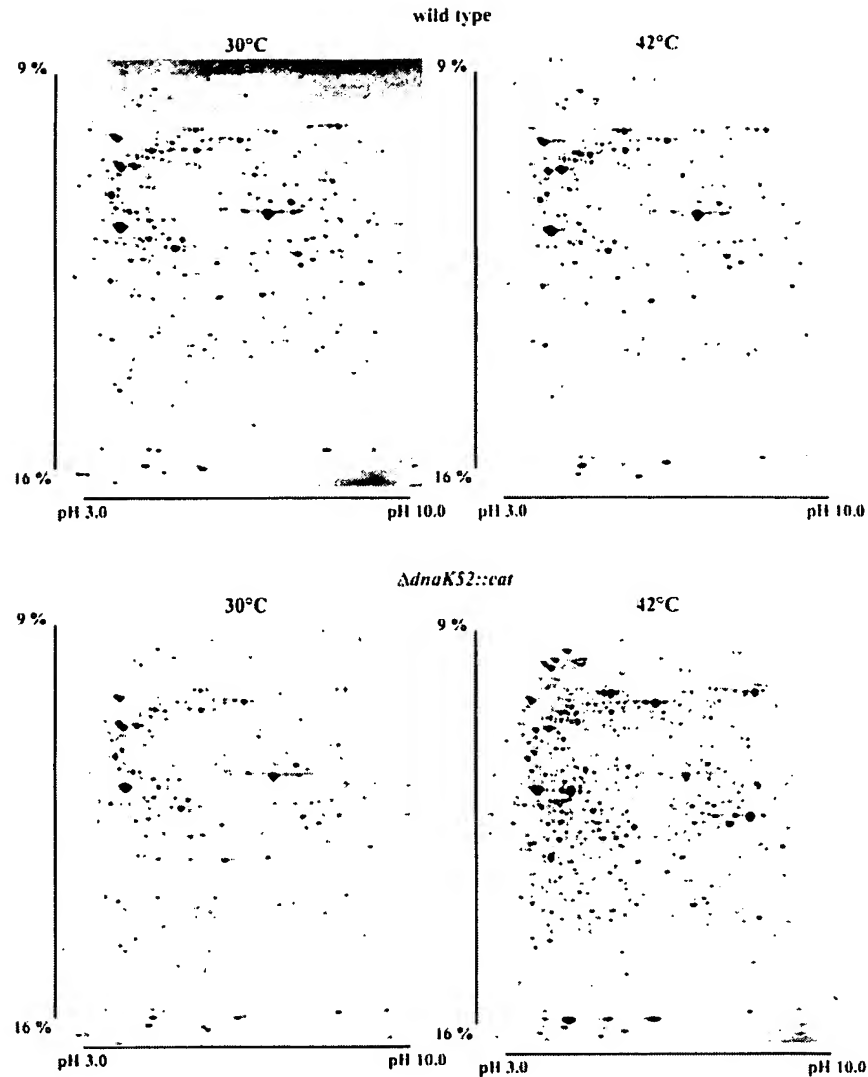 wild type
30°C
42°C
9 %
9 %
16 %
16 %
pH 3.0
pH 10.0
pH 3.0
pH 10.0
ΔdnaK52::cat
30°C
42°C
9 %
9 %
16 %
16 %
pH 3.0
pH 10.0
pH 3.0
pH 10.0